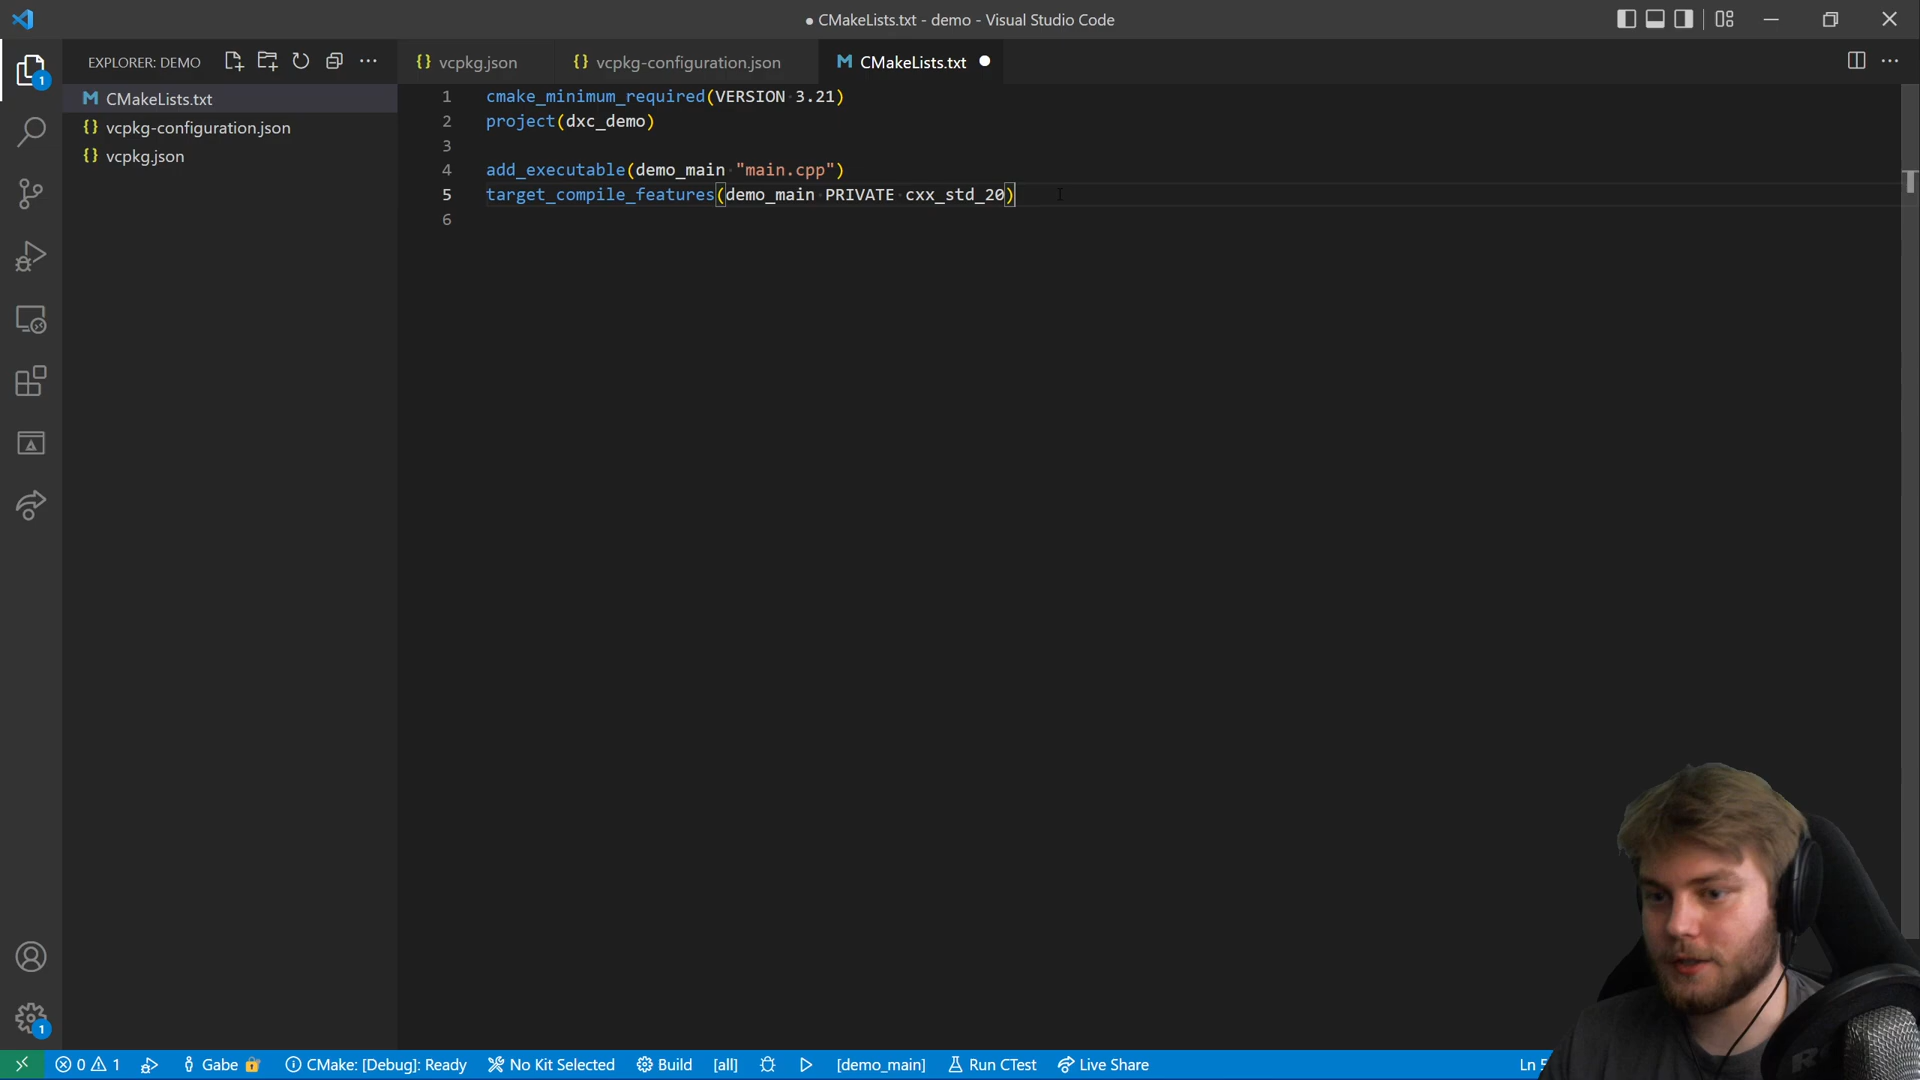 ● CMakeLists.txt - demo - Visual Studio Code
EXPLORER: DEMO
{} vcpkg.json
{} vcpkg-configuration.json
M CMakeLists.txt ●
M CMakeLists.txt
{} vcpkg-configuration.json
{} vcpkg.json
1 cmake_minimum_required(VERSION 3.21)
2 project(dxc_demo)
3
4 add_executable(demo_main "main.cpp")
5 target_compile_features(demo_main PRIVATE cxx_std_20)
6
1
1
0 1 Gabe CMake: [Debug]: Ready No Kit Selected Build [all] [demo_main] Run CTest Live Share Ln